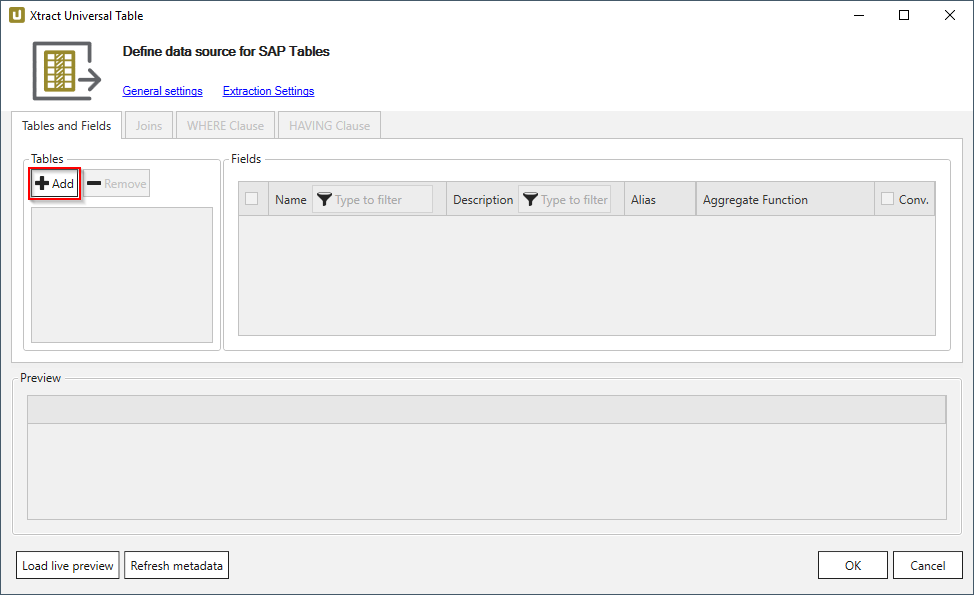 Xtract Universal Table
Define data source for SAP Tables
General settings Extraction Settings
Tables and Fields Joins WHERE Clause HAVING Clause
Tables
Add Remove
Fields
Name Type to filter Description Type to filter Alias Aggregate Function Conv.
Preview
Load live preview Refresh metadata OK Cancel